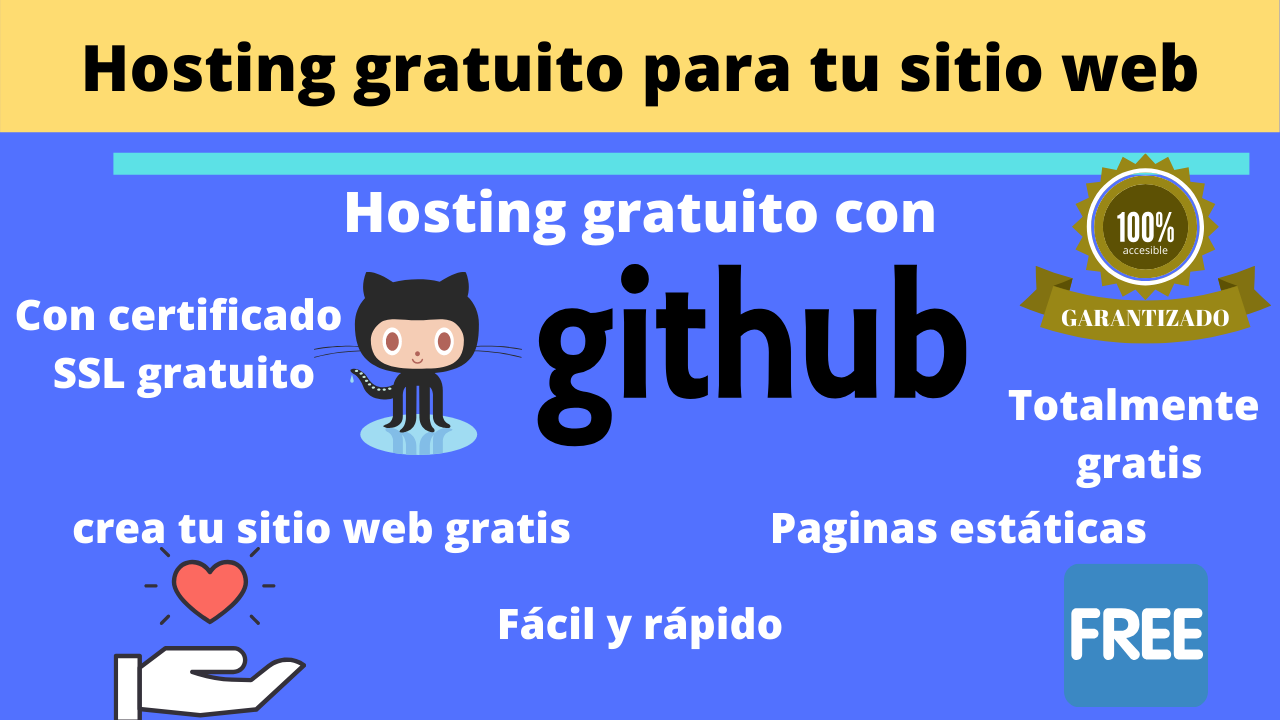 Hosting gratuito para tu sitio web
Hosting gratuito con
100%
accesible
GARANTIZADO
Con certificado
SSL gratuito
github
Totalmente
gratis
crea tu sitio web gratis
Paginas estáticas
Fácil y rápido
FREE